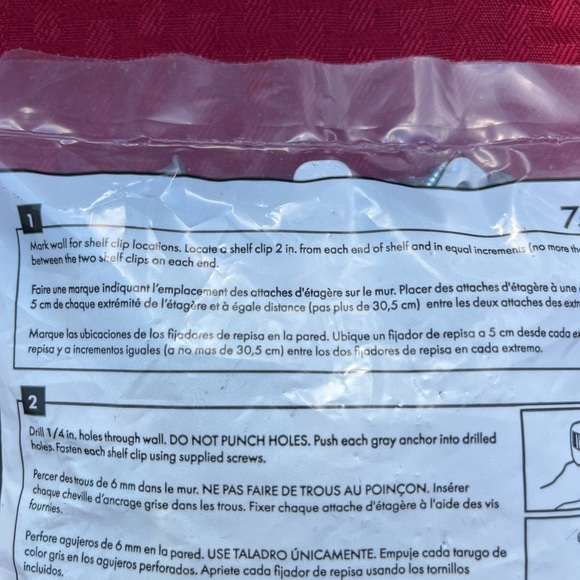 1
Mark wall for shelf clip locations. Locate a shelf clip 2 in. from each end of shelf and in equal increments (no more
between the two shelf clips on each end.
Faire une marque indiquant l'emplacement des attaches d'étagère sur le mur. Placer des attaches d'étagère à une
5 cm de chaque extrémité de l'étagère et à égale distance (pas plus de 30,5 cm) entre les deux attaches des
Marque las ubicaciones de los fijadores de repisa en la pared. Ubique un fijador de repisa a 5 cm desde cada
repisa y a incrementos iguales (a no mas de 30,5 cm) entre los dos fijadores de repisa en cada extremo.
2
Drill 1/4 in. holes through wall. DO NOT PUNCH HOLES. Push each gray anchor into drilled
holes. Fasten each shelf clip using supplied screws.
Percer des trous de 6 mm dans le mur. NE PAS FAIRE DE TROUS AU POINÇON. Insérer
chaque cheville d'ancrage grise dans les trous. Fixer chaque attache d'étagère à l'aide des vis
fournies.
Perfore agujeros de 6 mm en la pared. USE TALADRO ÚNICAMENTE. Empuje cada tarugo de
color gris en los agujeros perforados. Apriete cada fijador de repisa usando los tornillos
incluidos.